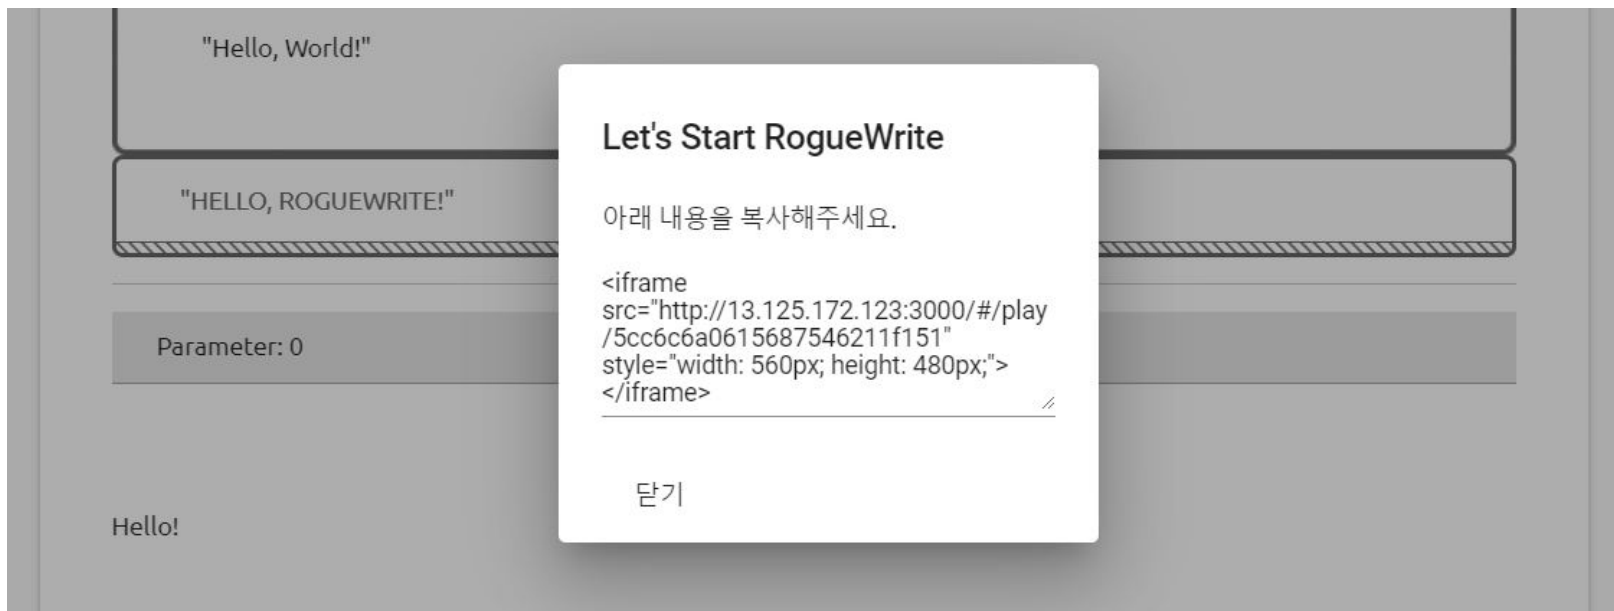 "Hello, World!"
"HELLO, ROGUEWRITE!"
Parameter: 0
Hello!
Let's Start RogueWrite
아래 내용을 복사해주세요.
<iframe
src="http://13.125.172.123:3000/#/play
/5cc6c6a0615687546211f151"
style="width: 560px; height: 480px;">
</iframe>
닫기